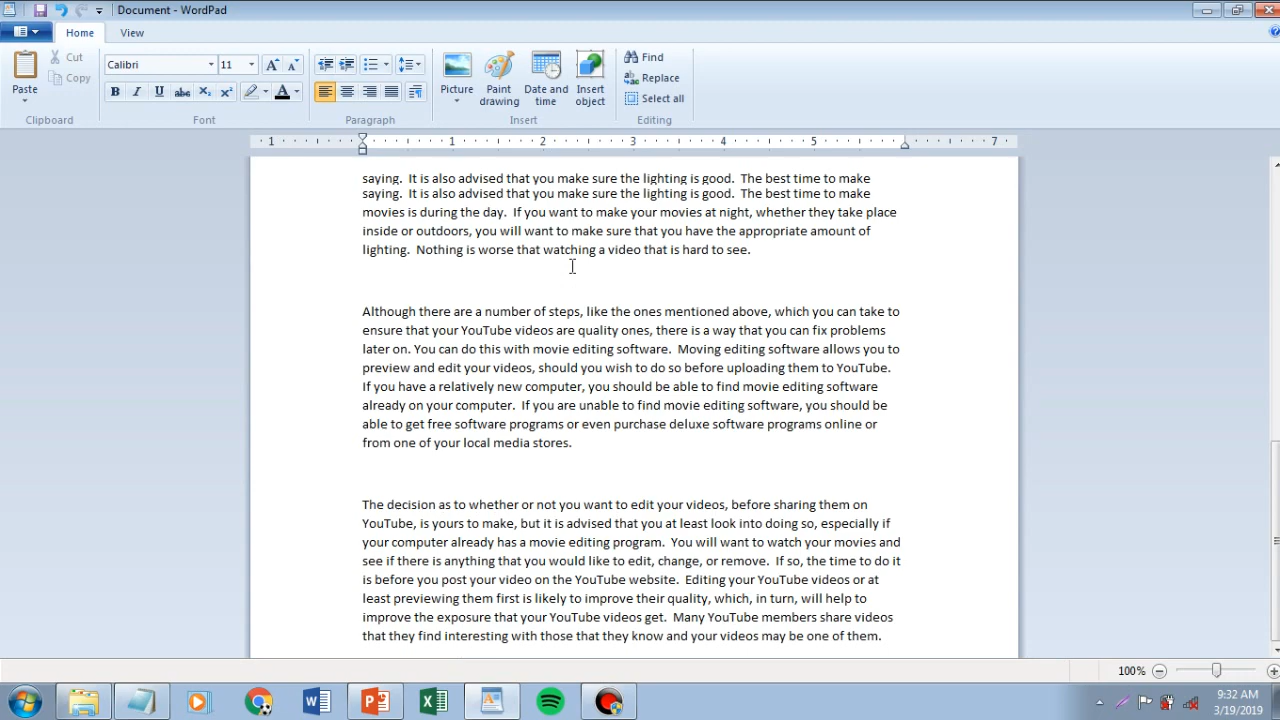 Document - WordPad
Home View
Paste
Cut
Copy
Clipboard
Calibri 11
B I U abc X₂ X² A
Font
Paragraph
Picture
Paint drawing
Date and time
Insert object
Insert
Find
Replace
Select all
Editing
1 1 2 3 4 5 7
saying.  It is also advised that you make sure the lighting is good.  The best time to make
saying.  It is also advised that you make sure the lighting is good.  The best time to make
movies is during the day.  If you want to make your movies at night, whether they take place
inside or outdoors, you will want to make sure that you have the appropriate amount of
lighting.  Nothing is worse that watching a video that is hard to see.
Although there are a number of steps, like the ones mentioned above, which you can take to
ensure that your YouTube videos are quality ones, there is a way that you can fix problems
later on. You can do this with movie editing software.  Moving editing software allows you to
preview and edit your videos, should you wish to do so before uploading them to YouTube.
If you have a relatively new computer, you should be able to find movie editing software
already on your computer.  If you are unable to find movie editing software, you should be
able to get free software programs or even purchase deluxe software programs online or
from one of your local media stores.
The decision as to whether or not you want to edit your videos, before sharing them on
YouTube, is yours to make, but it is advised that you at least look into doing so, especially if
your computer already has a movie editing program.  You will want to watch your movies and
see if there is anything that you would like to edit, change, or remove.  If so, the time to do it
is before you post your video on the YouTube website.  Editing your YouTube videos or at
least previewing them first is likely to improve their quality, which, in turn, will help to
improve the exposure that your YouTube videos get.  Many YouTube members share videos
that they find interesting with those that they know and your videos may be one of them.
100%
9:32 AM
3/19/2019